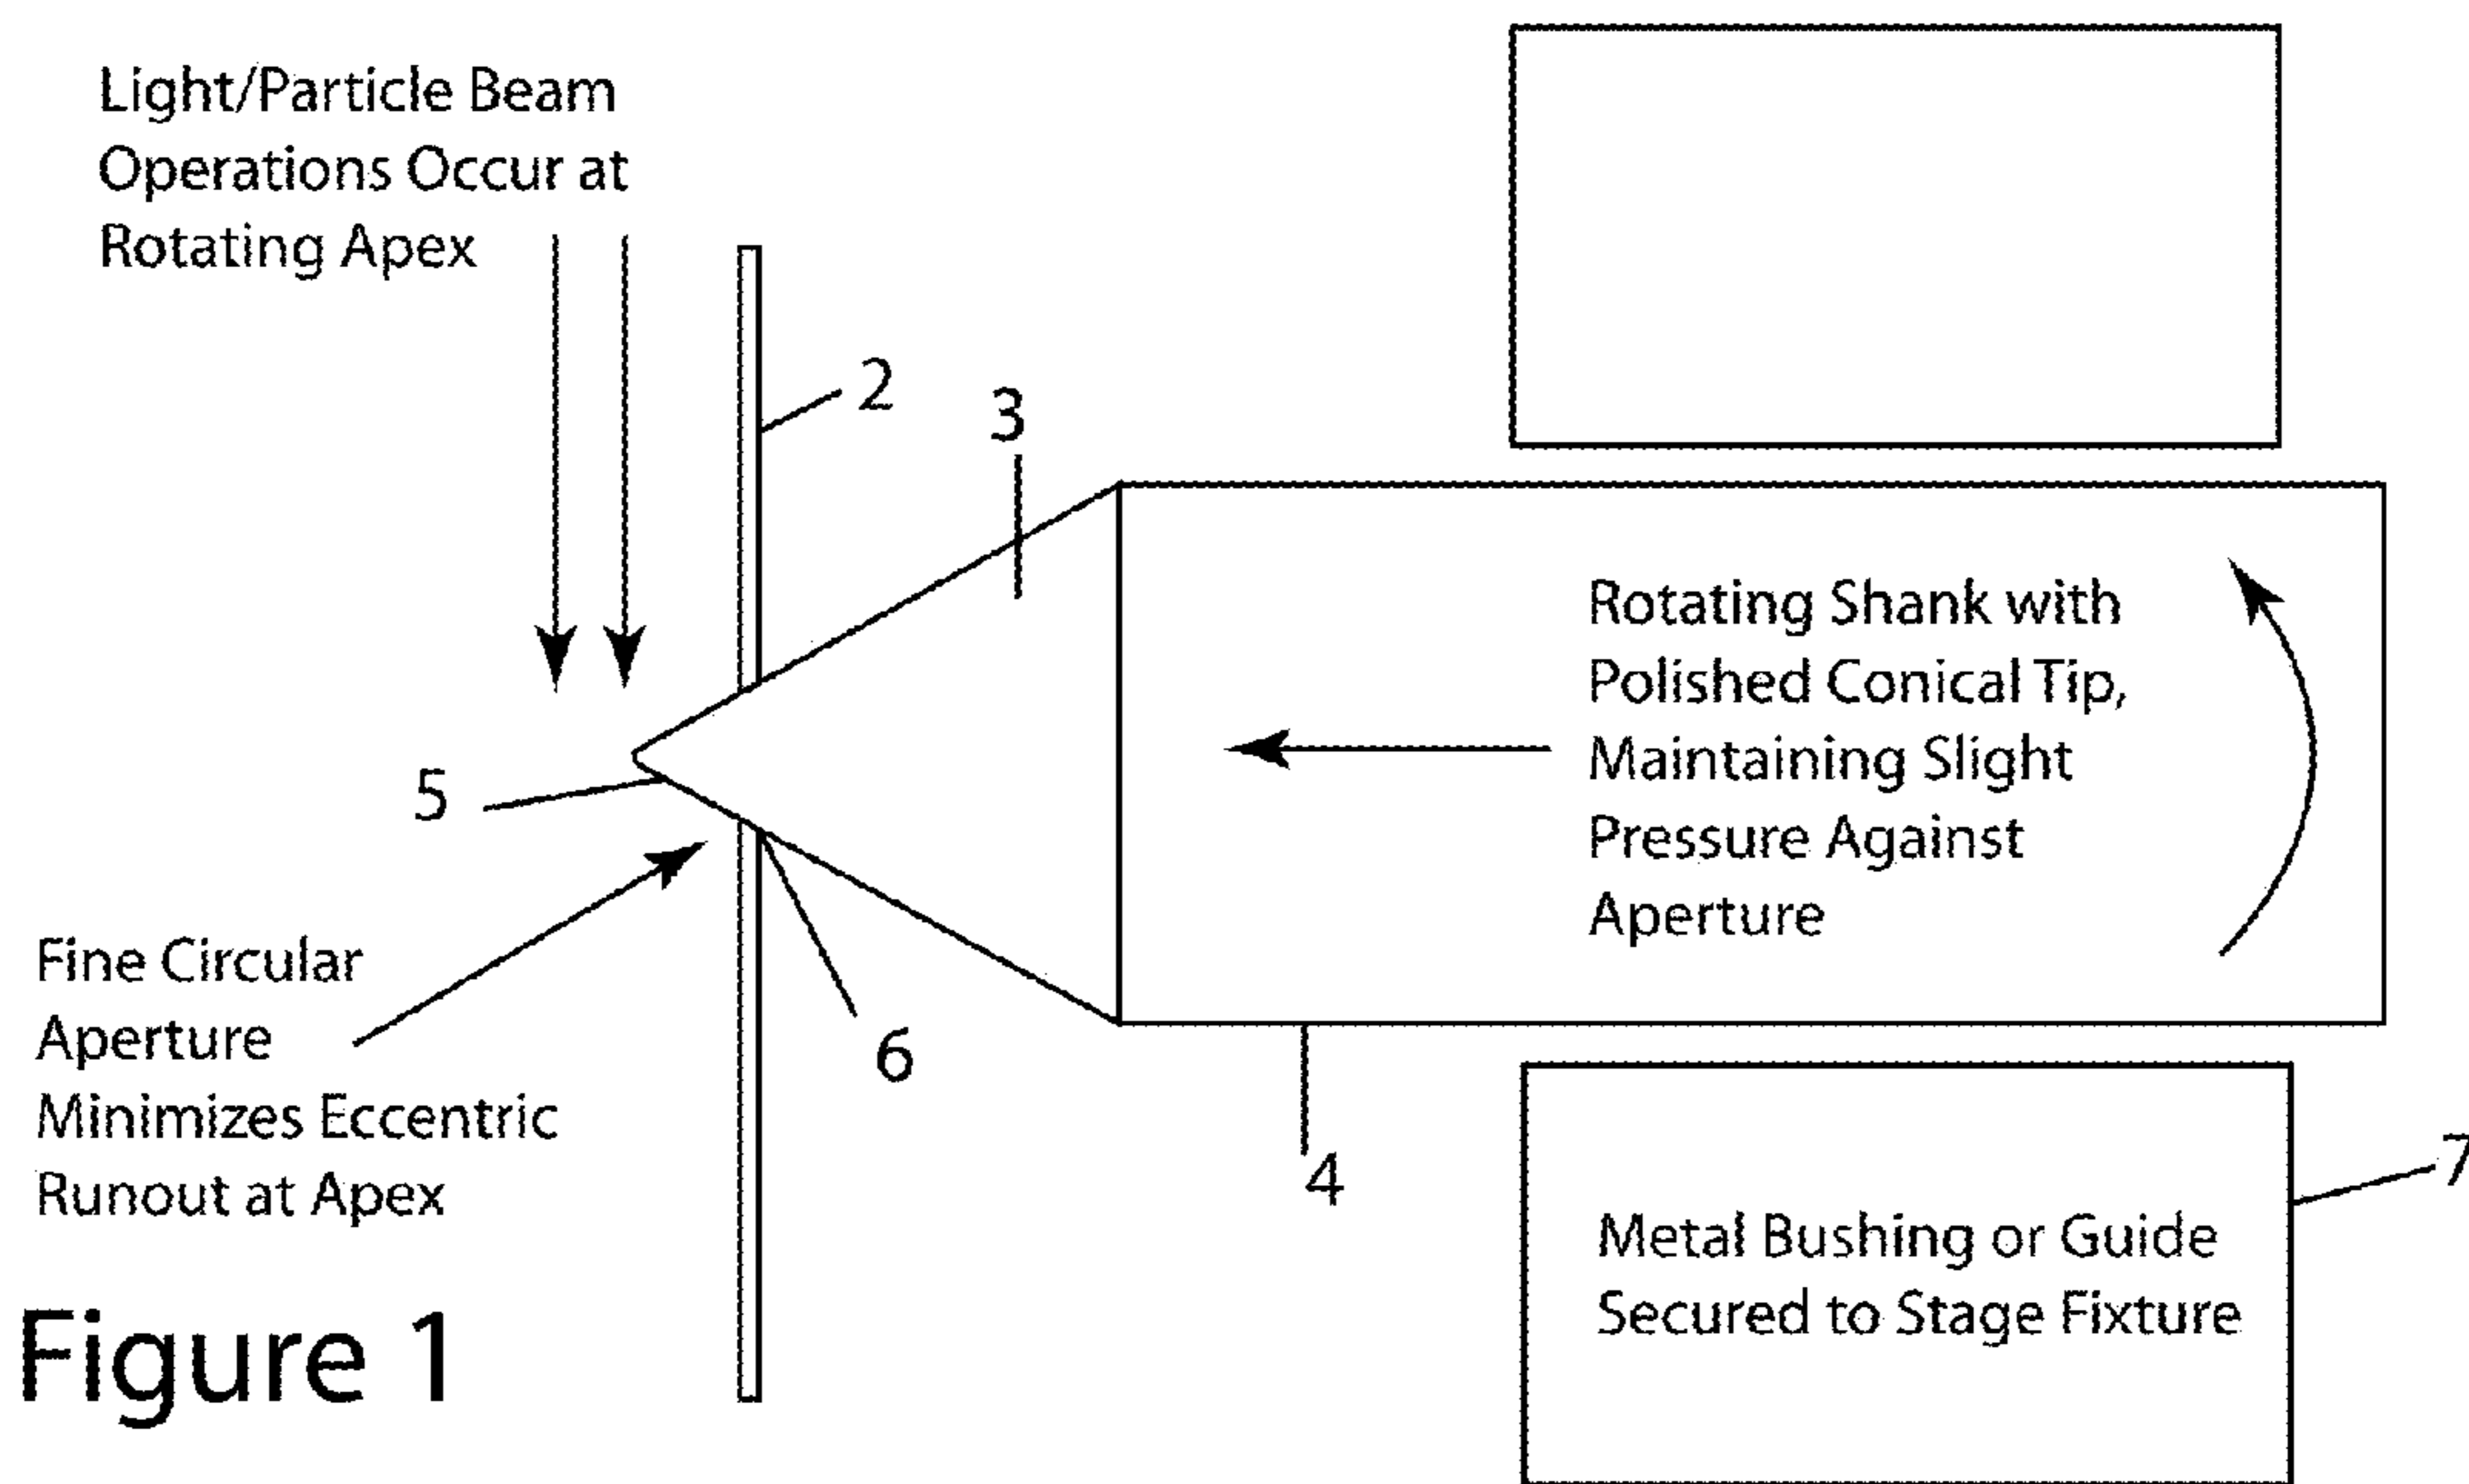 Light/Particle Beam
Operations Occur at
Rotating Apex
2
3
Rotating Shank with
Polished Conical Tip,
Maintaining Slight
Pressure Against
Aperture
5
Fine Circular
Aperture
Minimizes Eccentric
Runout at Apex
6
4
7
Metal Bushing or Guide
Secured to Stage Fixture
Figure 1